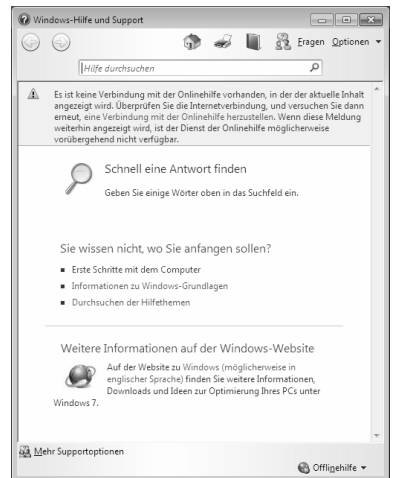 Windows-Hilfe und Support
Fragen Optionen
Hilfe durchsuchen
Es ist keine Verbindung mit der Onlinehilfe vorhanden, in der der aktuelle Inhalt
angezeigt wird. Überprüfen Sie die Internetverbindung, und versuchen Sie dann
erneut, eine Verbindung mit der Onlinehilfe herzustellen. Wenn diese Meldung
weiterhin angezeigt wird, ist der Dienst der Onlinehilfe möglicherweise
vorübergehend nicht verfügbar.
Schnell eine Antwort finden
Geben Sie einige Wörter oben in das Suchfeld ein.
Sie wissen nicht, wo Sie anfangen sollen?
Erste Schritte mit dem Computer
Informationen zu Windows-Grundlagen
Durchsuchen der Hilfethemen
Weitere Informationen auf der Windows-Website
Auf der Website zu Windows (möglicherweise in
englischer Sprache) finden Sie weitere Informationen,
Downloads und Ideen zur Optimierung Ihres PCs unter
Windows 7.
Mehr Supportoptionen
Offlinehilfe